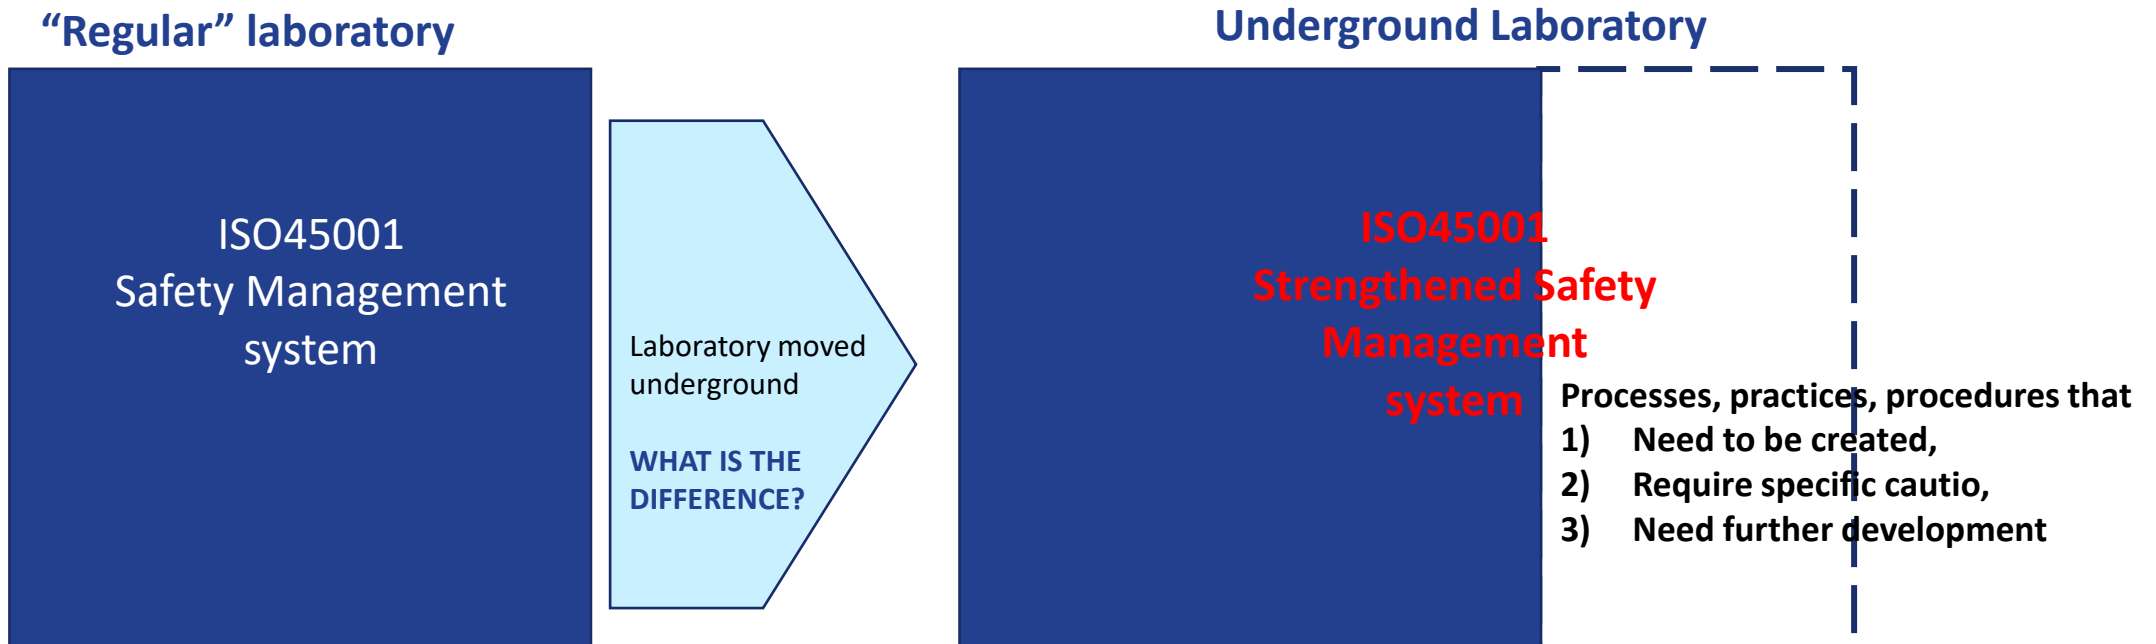 “Regular” laboratory
ISO45001
Safety Management
system
Laboratory moved
underground
WHAT IS THE
DIFFERENCE?
Underground Laboratory
ISO45001
Strengthened Safety
Management
system
Processes, practices, procedures that
1) Need to be created,
2) Require specific cautio,
3) Need further development